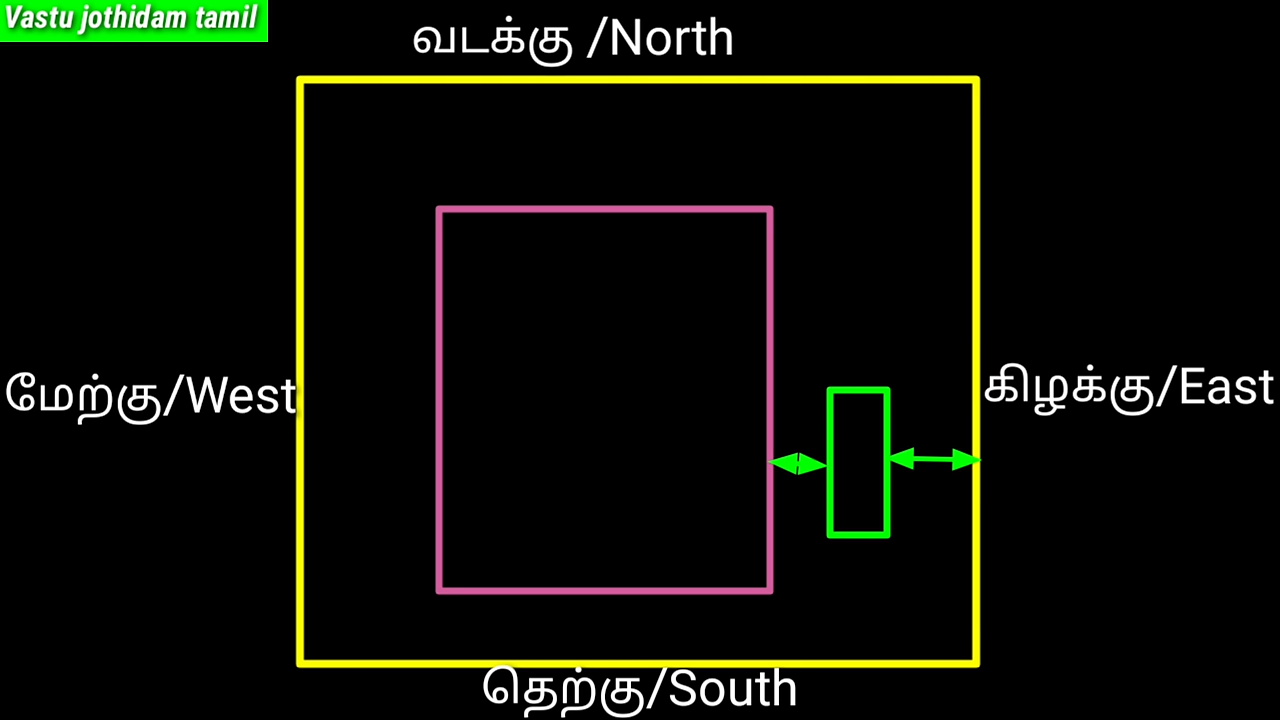 Vastu jothidam tamil
வடக்கு /North
மேற்கு/West
கிழக்கு/East
தெற்கு/South